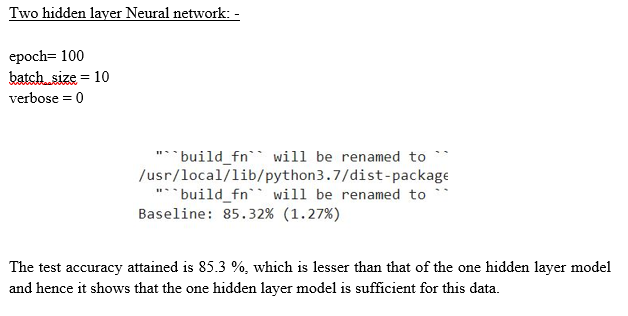 Two hidden layer Neural network: -
epoch= 100
batch_size = 10
verbose = 0
"``build_fn`` will be renamed to ``
/usr/local/lib/python3.7/dist-package
"``build_fn`` will be renamed to ``
Baseline: 85.32% (1.27%)
The test accuracy attained is 85.3 %, which is lesser than that of the one hidden layer model
and hence it shows that the one hidden layer model is sufficient for this data.